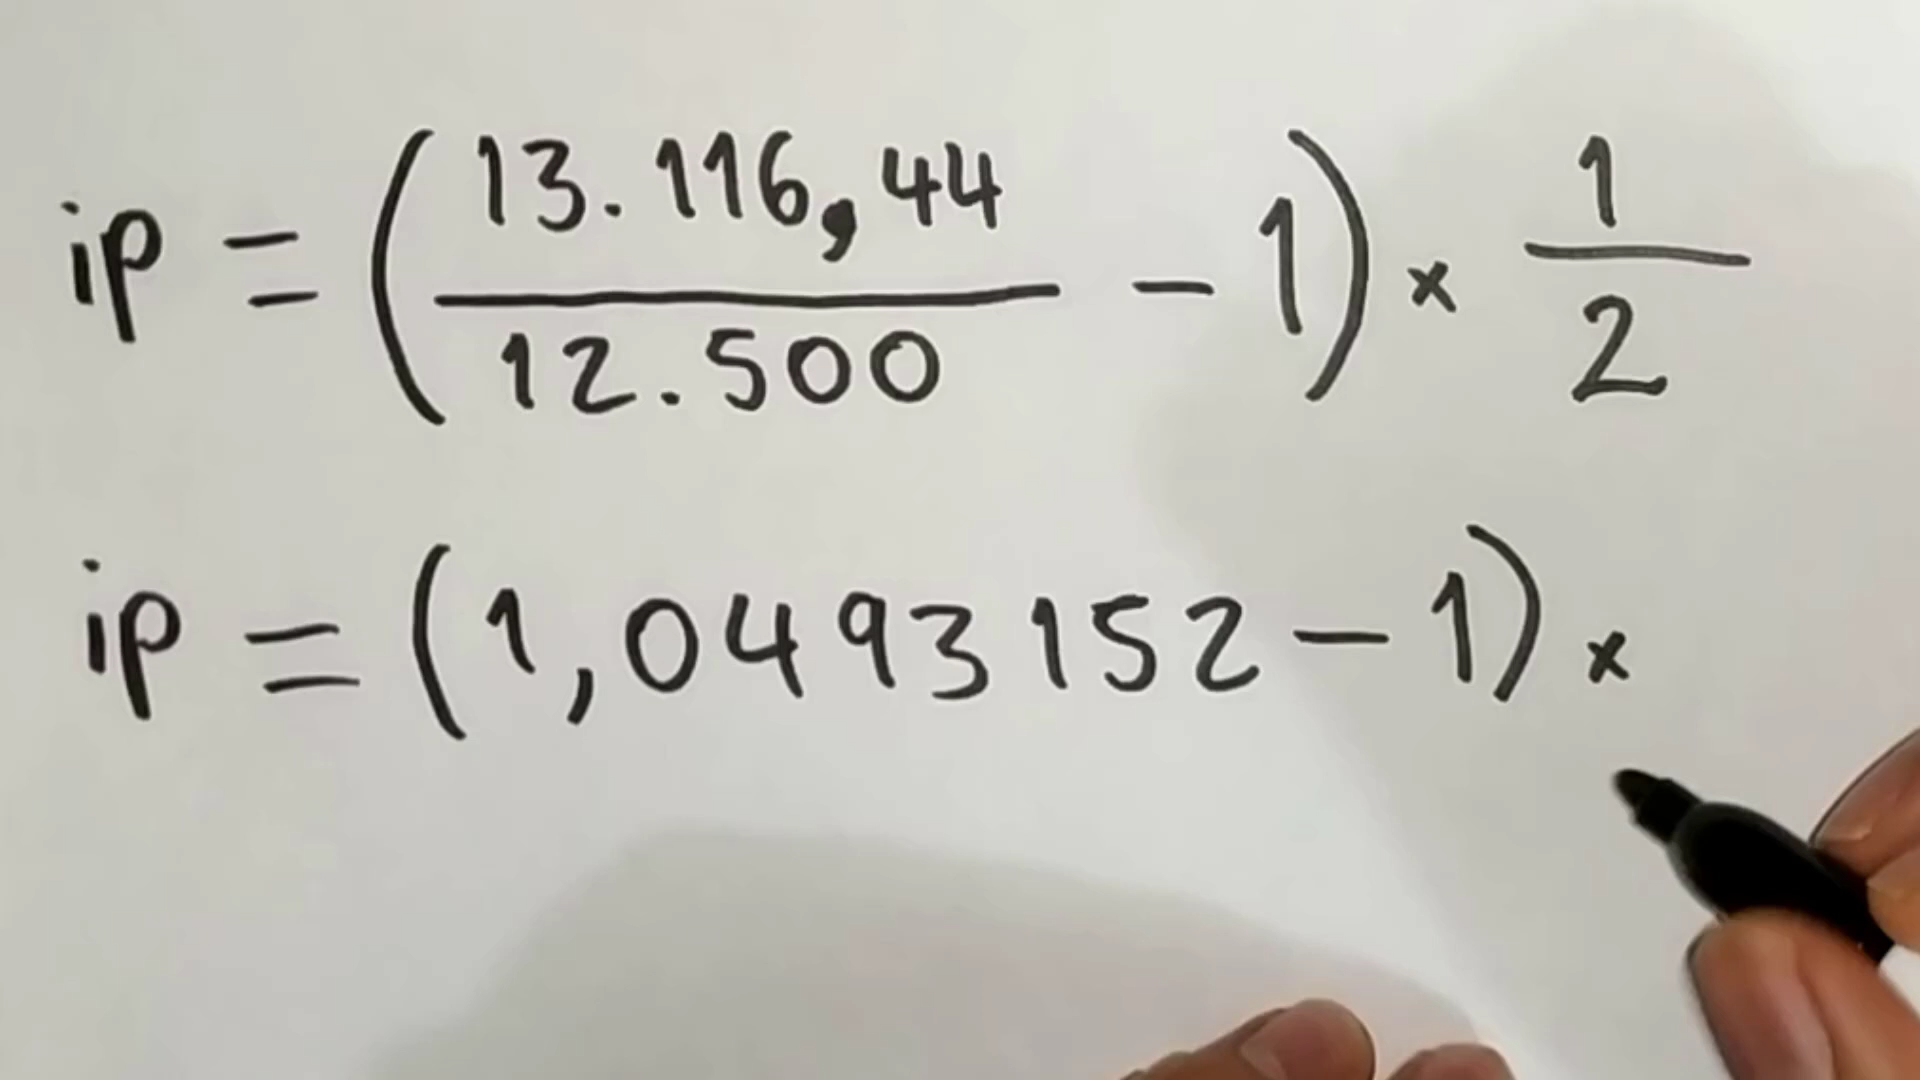 ip = (13.116,44 / 12.500 − 1) × 1/2
ip = (1,0493152 − 1) ×